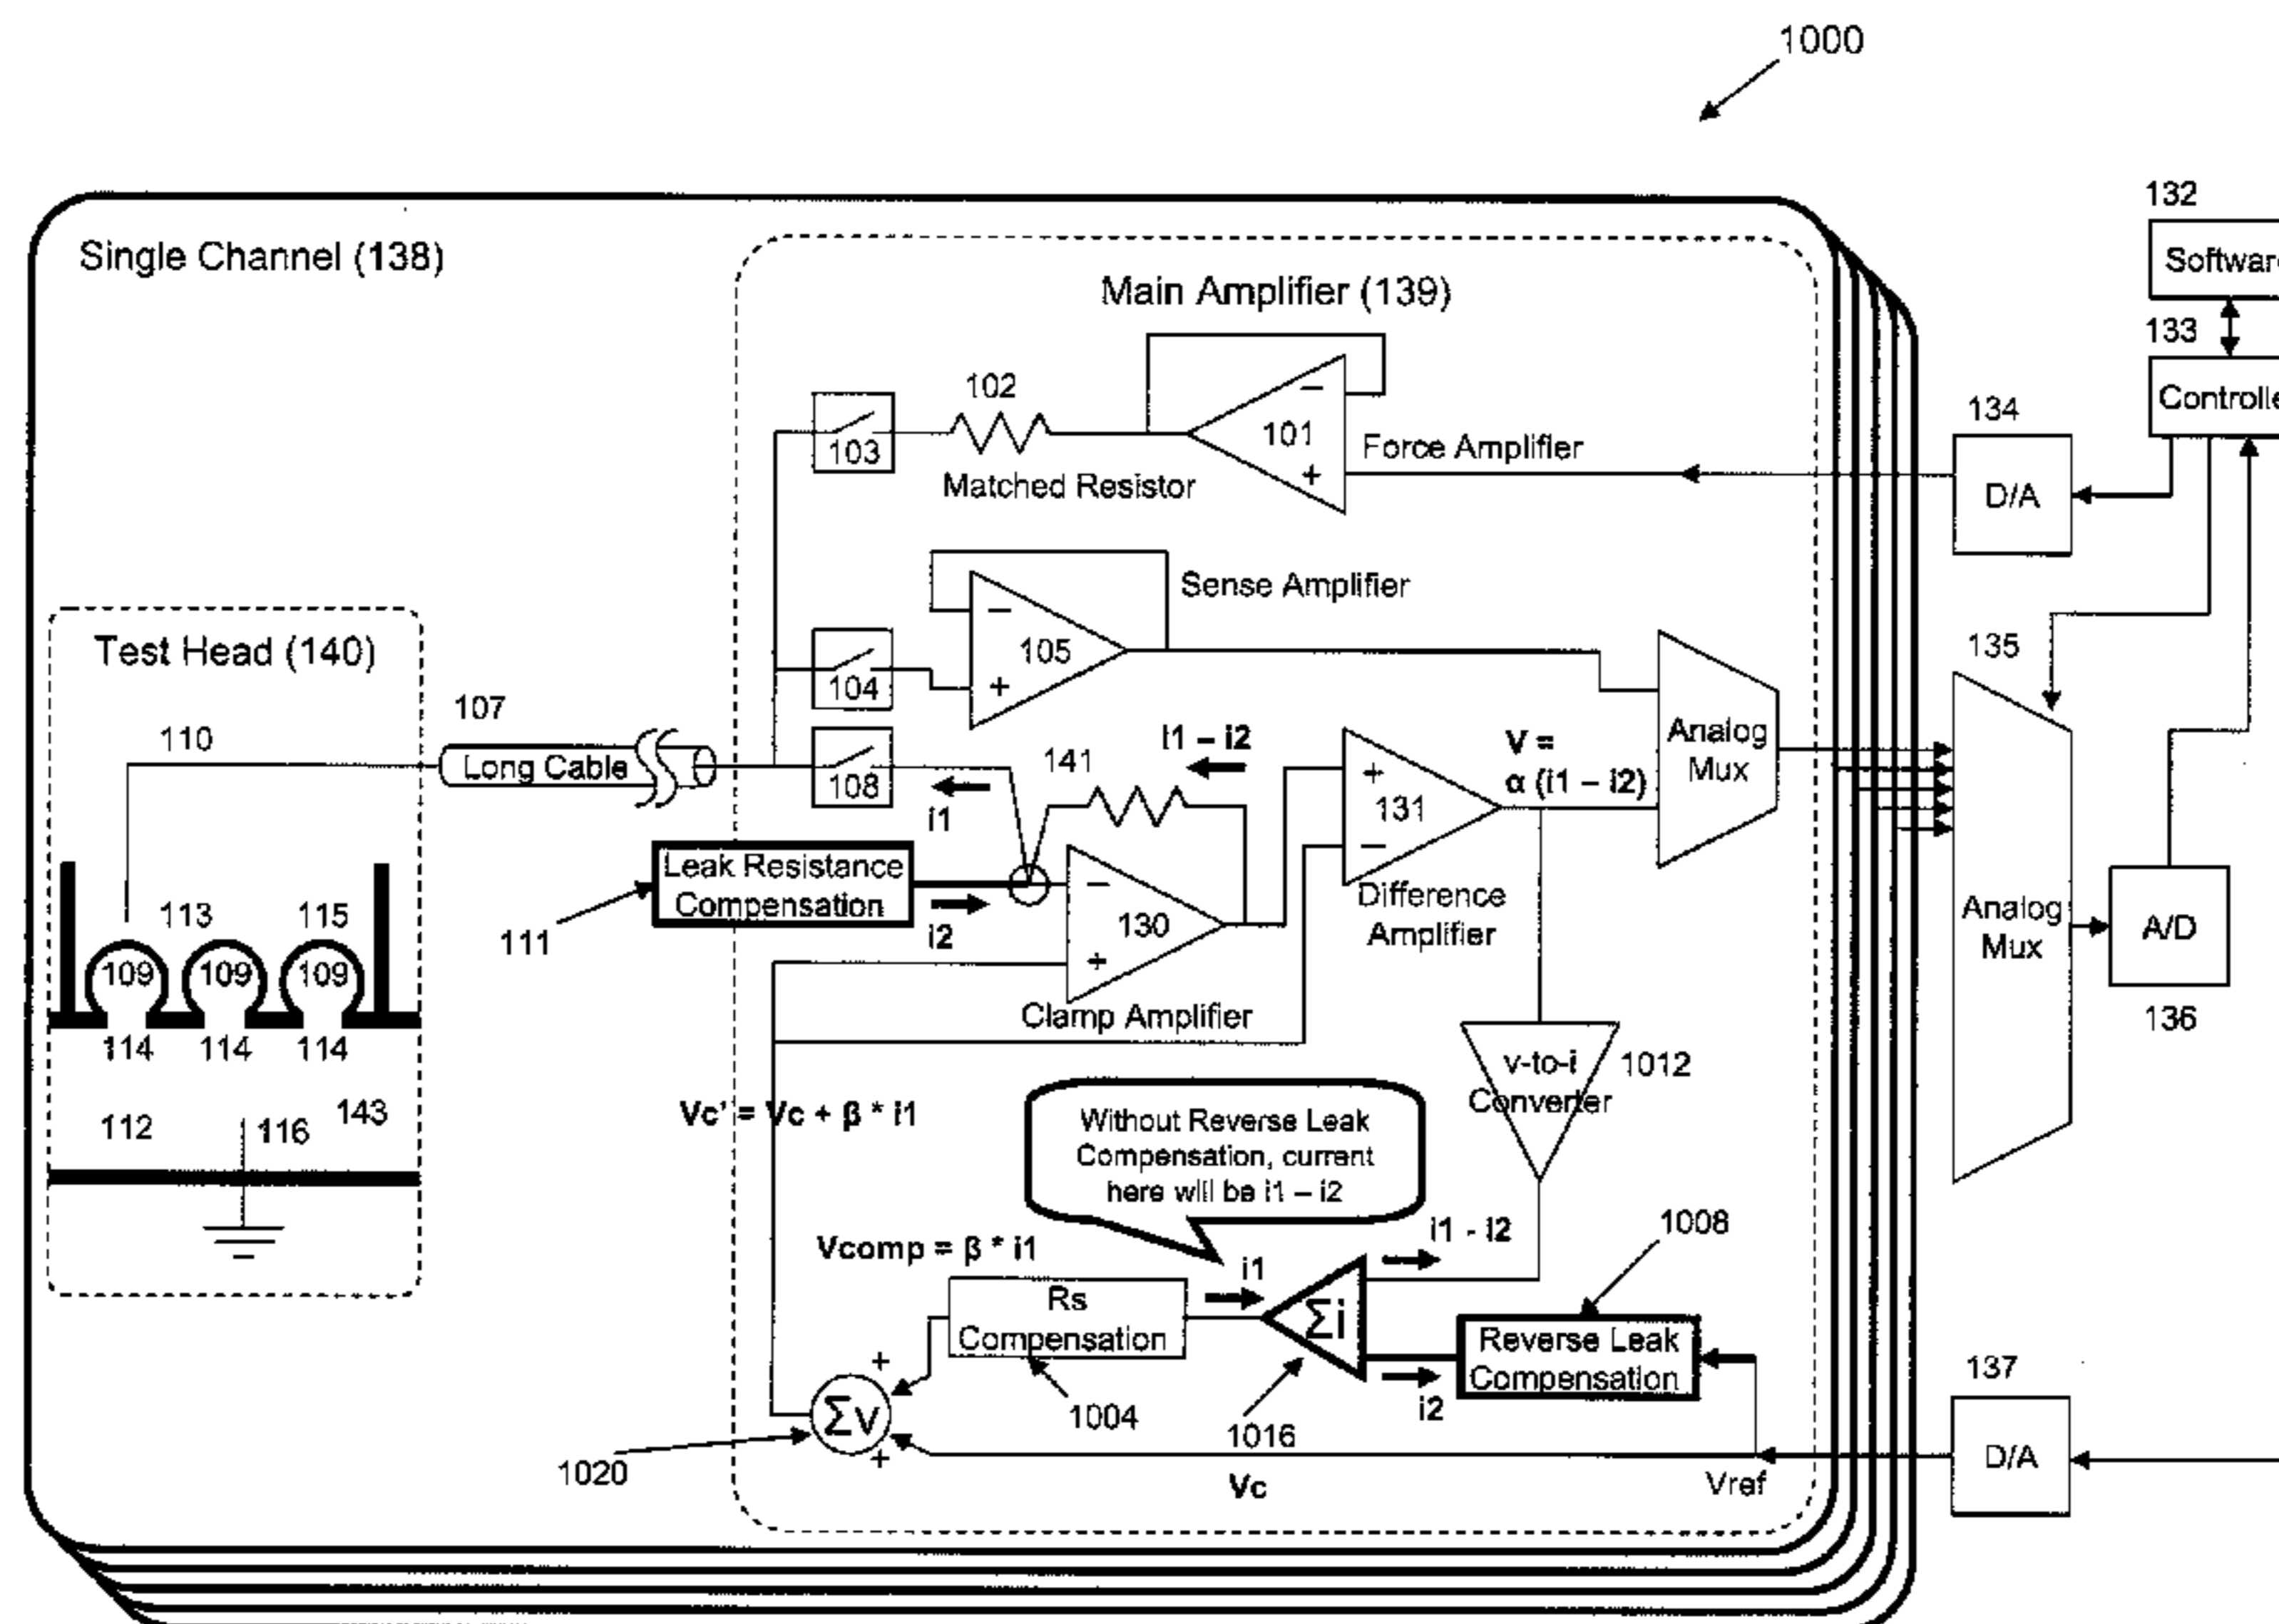 1000
132
Single Channel (138)
Software
Main Amplifier (139)
133
Controlle
102
134
101
103
Force Amplifier
Matched Resistor
D/A
Sense Amplifier
Test Head (140)
105
135
104
107
110
i1 – i2
V =
α (i1 – i2)
141
Analog
Mux
Long Cable
108
131
i1
Leak Resistance
Compensation
Difference
Amplifier
111
i2
130
113
115
109
109
109
Analog
Mux
A/D
136
114
114
114
Clamp Amplifier
v-to-i
Converter
1012
Vc' = Vc + β * i1
112
116
143
Without Reverse Leak
Compensation, current
here will be i1 – i2
i1 - i2
1008
Vcomp = β * i1
i1
Rs
Compensation
Σi
Reverse Leak
Compensation
137
i2
1004
1016
Σv
1020
Vc
Vref
D/A